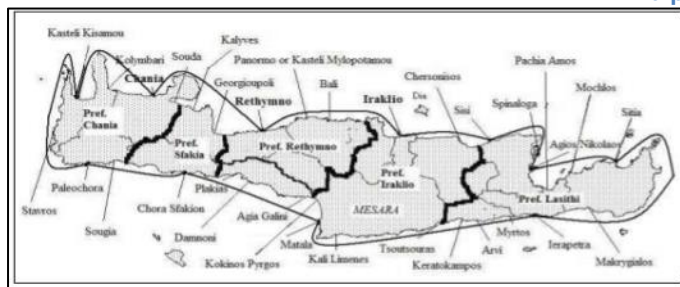 Kasteli Kisamou
Kolymbari
Chania
Souda
Kalyves
Georgioupoli
Panormo or Kasteli Mylopotamou
Rethymno
Bali
Iraklio
Dia
Chersonisos
Sisi
Spinaloga
Pachia Amos
Mochlos
Sitia
Agios Nikolaos
Pref.
Chania
Pref.
Sfakia
Pref. Rethymno
Pref.
Iraklio
MESARA
Pref. Lasithi
Stavros
Paleochora
Sougia
Chora Sfakion
Plakias
Damnoni
Agia Galini
Kokinos Pyrgos
Matala
Kali Limenes
Tsoutsouras
Keratokampos
Arvi
Myrtos
Ierapetra
Makrygialos